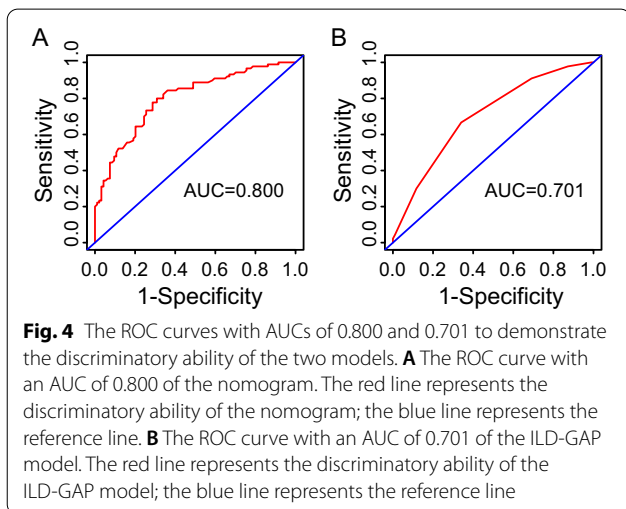 A
B
Sensitivity
0.0 0.2 0.4 0.6 0.8 1.0
AUC=0.800
0.0 0.2 0.4 0.6 0.8 1.0
1-Specificity
Sensitivity
0.0 0.2 0.4 0.6 0.8 1.0
AUC=0.701
0.0 0.2 0.4 0.6 0.8 1.0
1-Specificity
Fig. 4 The ROC curves with AUCs of 0.800 and 0.701 to demonstrate
the discriminatory ability of the two models. A The ROC curve with
an AUC of 0.800 of the nomogram. The red line represents the
discriminatory ability of the nomogram; the blue line represents the
reference line. B The ROC curve with an AUC of 0.701 of the ILD-GAP
model. The red line represents the discriminatory ability of the
ILD-GAP model; the blue line represents the reference line